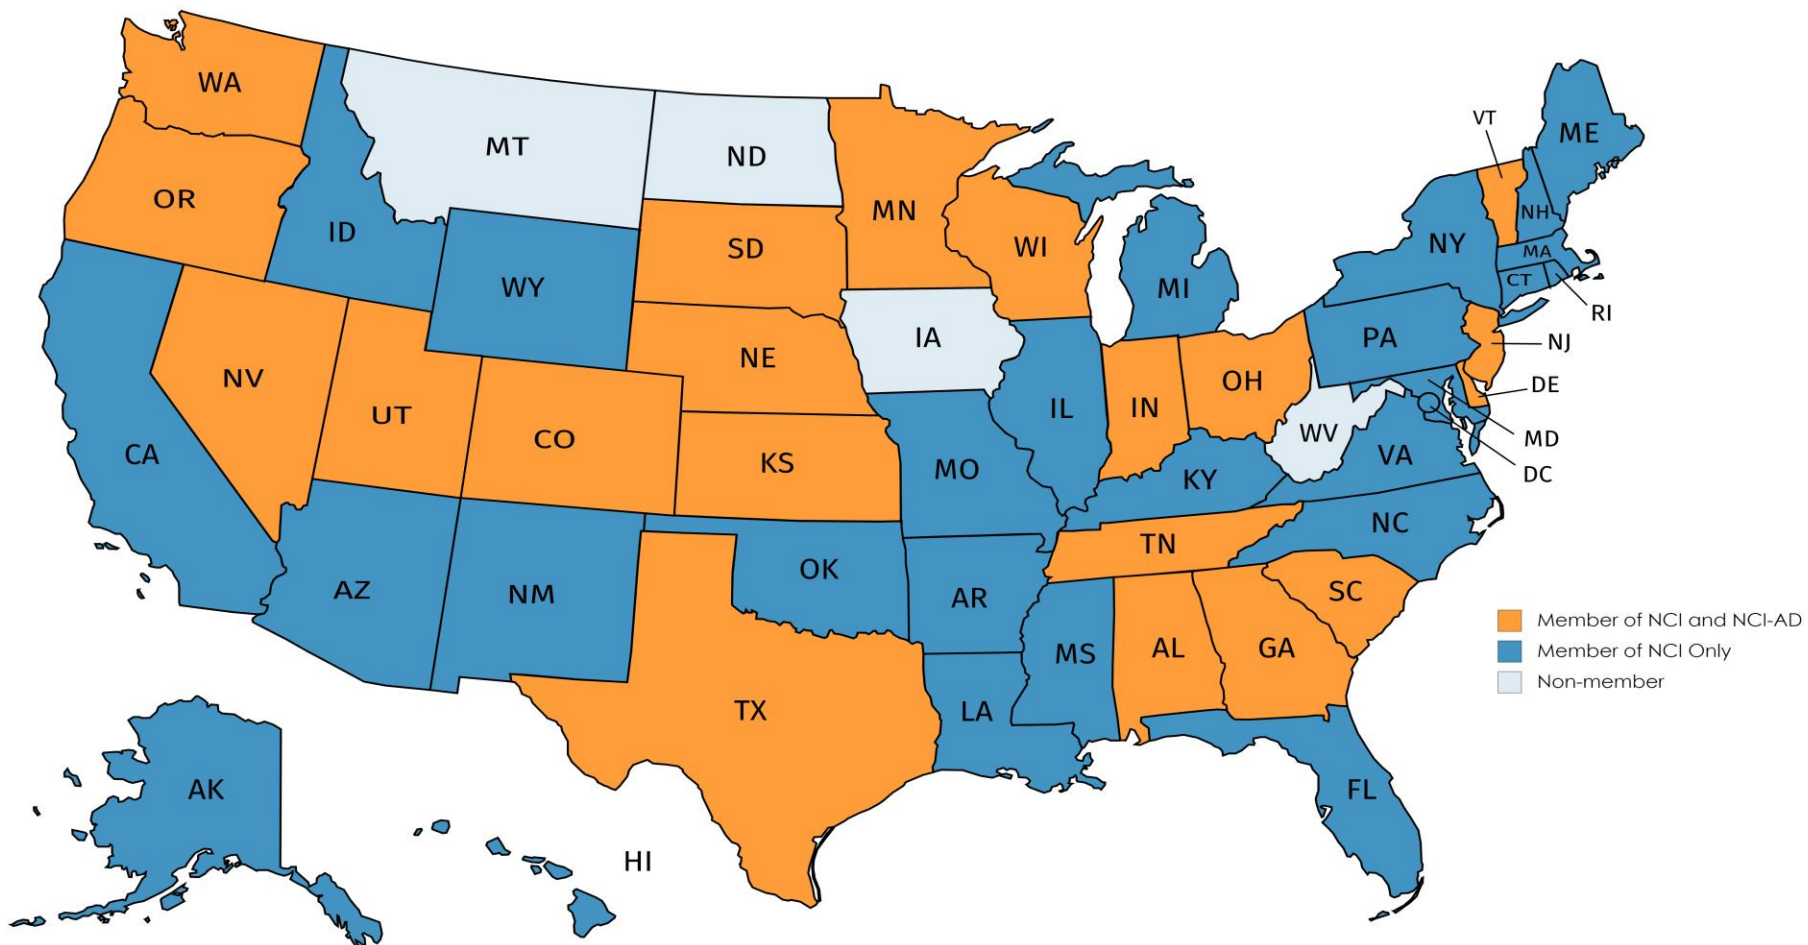 WA
MT
ND
VT
ME
OR
ID
MN
NH
SD
WI
NY
MA
WY
MI
CT
RI
IA
PA
NJ
NE
NV
OH
DE
UT
IL
IN
CO
WV
MD
CA
KS
MO
KY
VA
DC
NC
TN
OK
AZ
NM
AR
SC
Member of NCI and NCI-AD
MS
AL
GA
Member of NCI Only
Non-member
TX
LA
AK
FL
HI